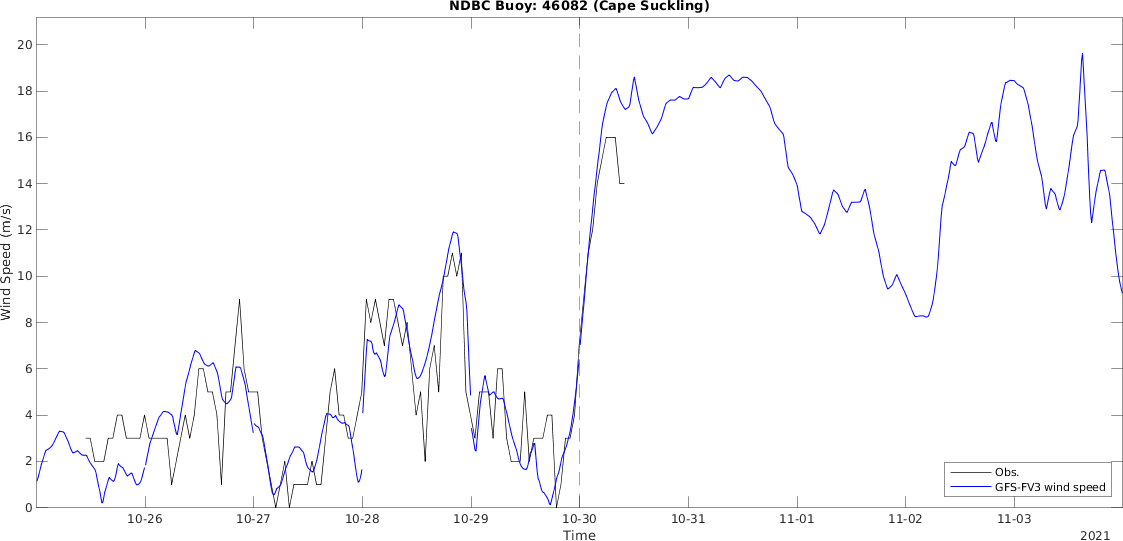 NDBC Buoy: 46082 (Cape Suckling)
Wind Speed (m/s)
20
18
16
14
12
10
8
6
4
2
0
10-26 10-27 10-28 10-29 10-30 10-31 11-01 11-02 11-03
Time
2021
Obs.
GFS-FV3 wind speed